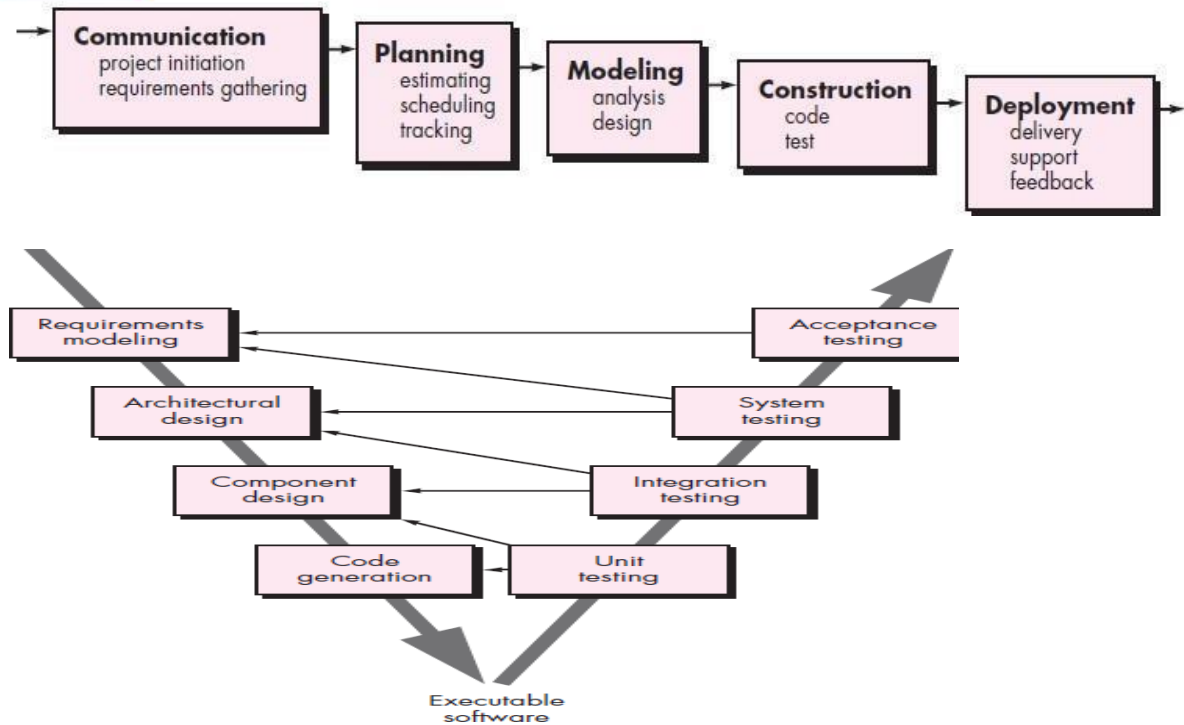 Communication
project initiation
requirements gathering
Planning
estimating
scheduling
tracking
Modeling
analysis
design
Construction
code
test
Deployment
delivery
support
feedback
Requirements
modeling
Acceptance
testing
Architectural
design
System
testing
Component
design
Integration
testing
Code
generation
Unit
testing
Executable
software